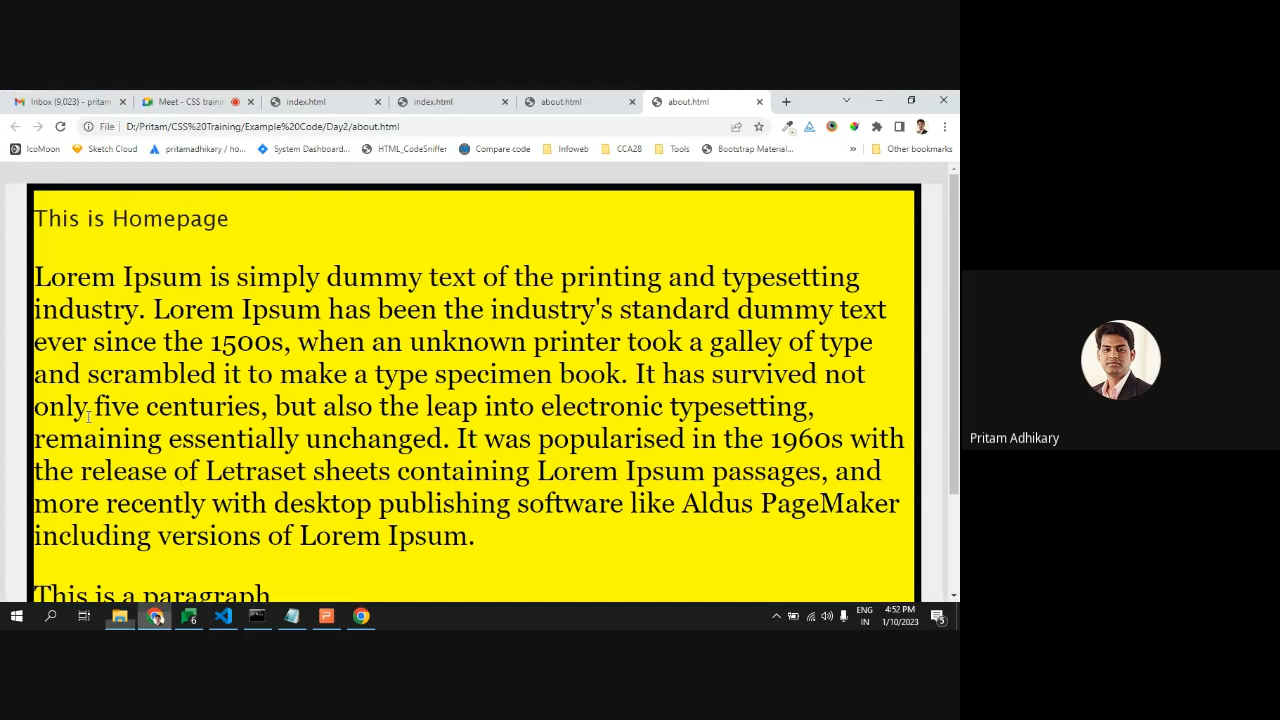 Inbox (9,023) - pritam
Meet - CSS traini
index.html
index.html
about.html
about.html
File
D:/Pritam/CSS%20Training/Example%20Code/Day2/about.html
IcoMoon
Sketch Cloud
pritamadhikary / ho...
System Dashboard...
HTML_CodeSniffer
Compare code
Infoweb
CCA28
Tools
Bootstrap Material...
»
Other bookmarks
This is Homepage
Lorem Ipsum is simply dummy text of the printing and typesetting
industry. Lorem Ipsum has been the industry's standard dummy text
ever since the 1500s, when an unknown printer took a galley of type
and scrambled it to make a type specimen book. It has survived not
only five centuries, but also the leap into electronic typesetting,
remaining essentially unchanged. It was popularised in the 1960s with
the release of Letraset sheets containing Lorem Ipsum passages, and
more recently with desktop publishing software like Aldus PageMaker
including versions of Lorem Ipsum.
This is a paragraph
Pritam Adhikary
ENG
IN
4:52 PM
1/10/2023
5